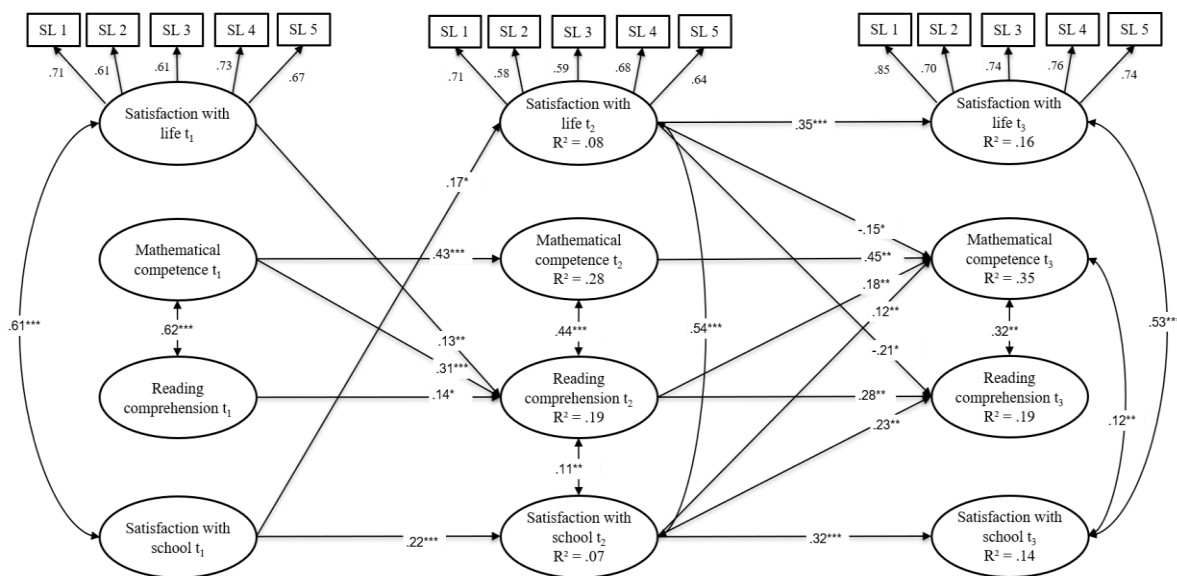 SL 1
SL 2
SL 3
SL 4
SL 5
.71
.61
.61
.73
.67
Satisfaction with
life t₁
SL 1
SL 2
SL 3
SL 4
SL 5
.71
.58
.59
.68
.64
Satisfaction with
life t₂
R² = .08
SL 1
SL 2
SL 3
SL 4
SL 5
.85
.70
.74
.76
.74
Satisfaction with
life t₃
R² = .16
.35***
.17*
Mathematical
competence t₁
.43***
Mathematical
competence t₂
R² = .28
-.15*
.45**
.18**
.12**
Mathematical
competence t₃
R² = .35
.61***
.62***
.13**
.31***
.14*
.44***
.54***
-.21*
.32**
.53***
Reading
comprehension t₁
Reading
comprehension t₂
R² = .19
.28**
.23**
Reading
comprehension t₃
R² = .19
.12**
.11**
Satisfaction with
school t₁
.22***
Satisfaction with
school t₂
R² = .07
.32***
Satisfaction with
school t₃
R² = .14